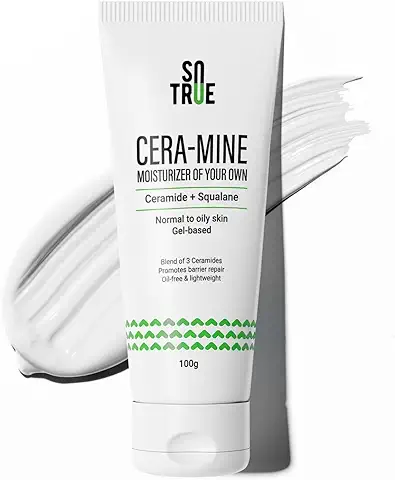 SO
TRUE
CERA-MINE
MOISTURIZER OF YOUR OWN
Ceramide + Squalane
Normal to oily skin
Gel-based
Blend of 3 Ceramides
Promotes barrier repair
Oil-free & lightweight
100g